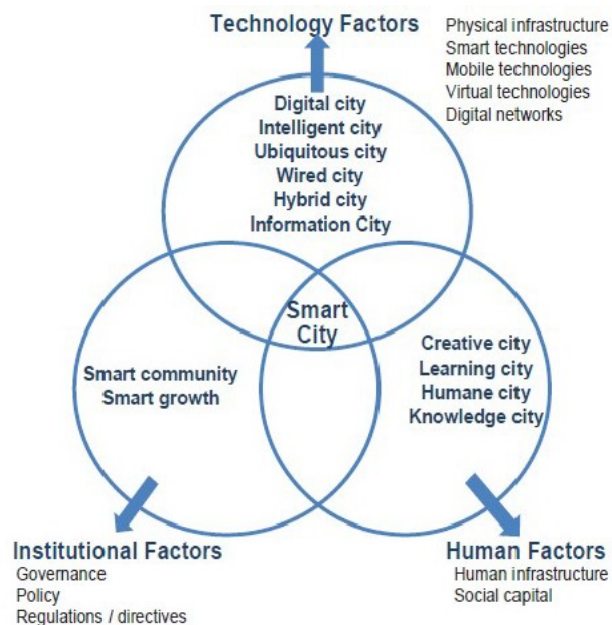 Technology Factors
Physical infrastructure
Smart technologies
Mobile technologies
Virtual technologies
Digital networks
Digital city
Intelligent city
Ubiquitous city
Wired city
Hybrid city
Information City
Smart
City
Smart community
Smart growth
Creative city
Learning city
Humane city
Knowledge city
Institutional Factors
Governance
Policy
Regulations / directives
Human Factors
Human infrastructure
Social capital